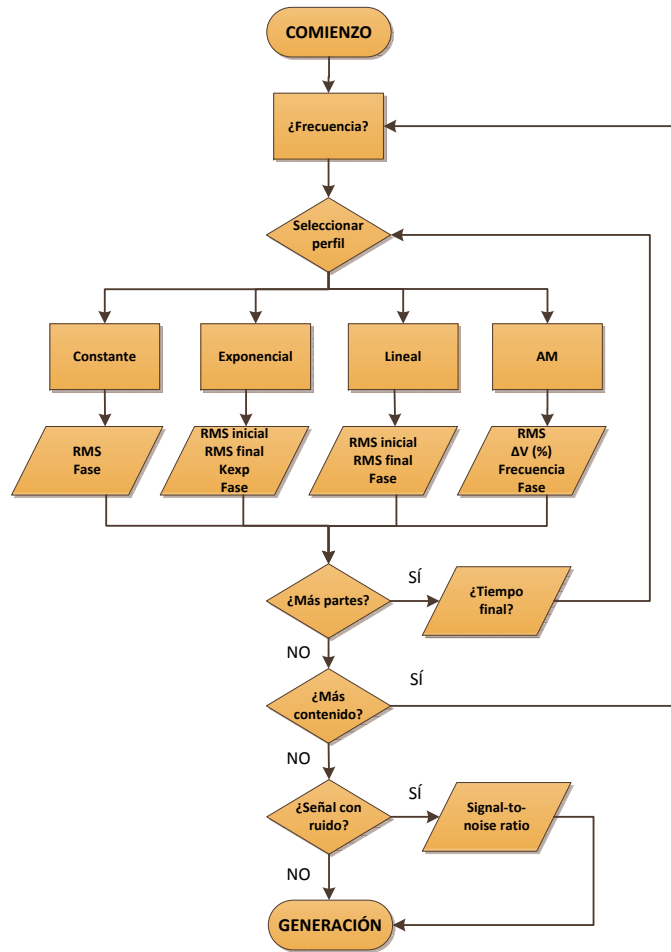 COMIENZO
¿Frecuencia?
Seleccionar
perfil
Constante
Exponencial
Lineal
AM
RMS
Fase
RMS inicial
RMS final
Kexp
Fase
RMS inicial
RMS final
Fase
RMS
ΔV (%)
Frecuencia
Fase
¿Más partes?
SÍ
¿Tiempo
final?
NO
¿Más
contenido?
SÍ
NO
¿Señal con
ruido?
SÍ
Signal-to-
noise ratio
NO
GENERACIÓN